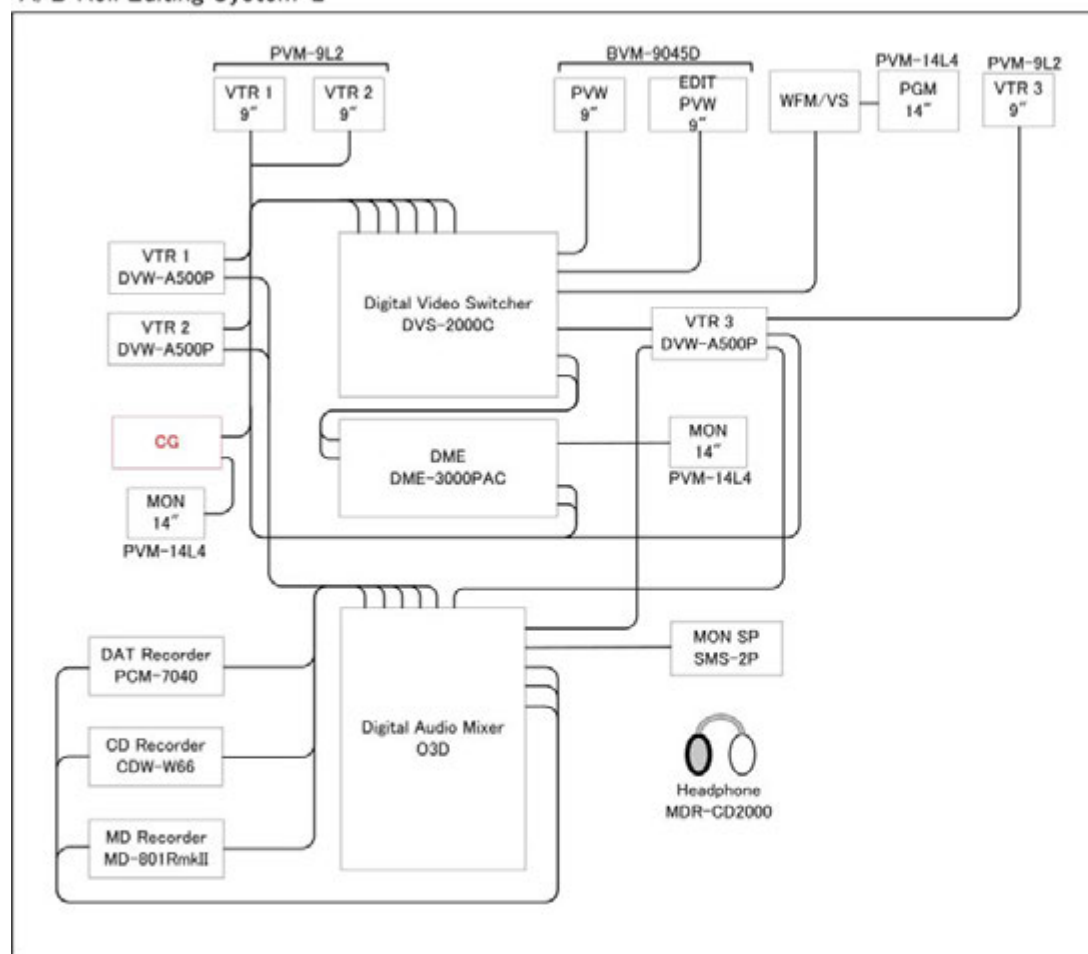 A/B Roll Editing System-2
PVM-9L2
VTR 1
9"
VTR 2
9"
BVM-9045D
PVW
9"
EDIT
PVW
9"
WFM/VS
PVM-14L4
PGM
14"
PVM-9L2
VTR 3
9"
VTR 1
DVW-A500P
VTR 2
DVW-A500P
Digital Video Switcher
DVS-2000C
VTR 3
DVW-A500P
CG
MON
14"
PVM-14L4
DME
DME-3000PAC
MON
14"
PVM-14L4
DAT Recorder
PCM-7040
CD Recorder
CDW-W66
MD Recorder
MD-801RmkII
Digital Audio Mixer
O3D
MON SP
SMS-2P
Headphone
MDR-CD2000